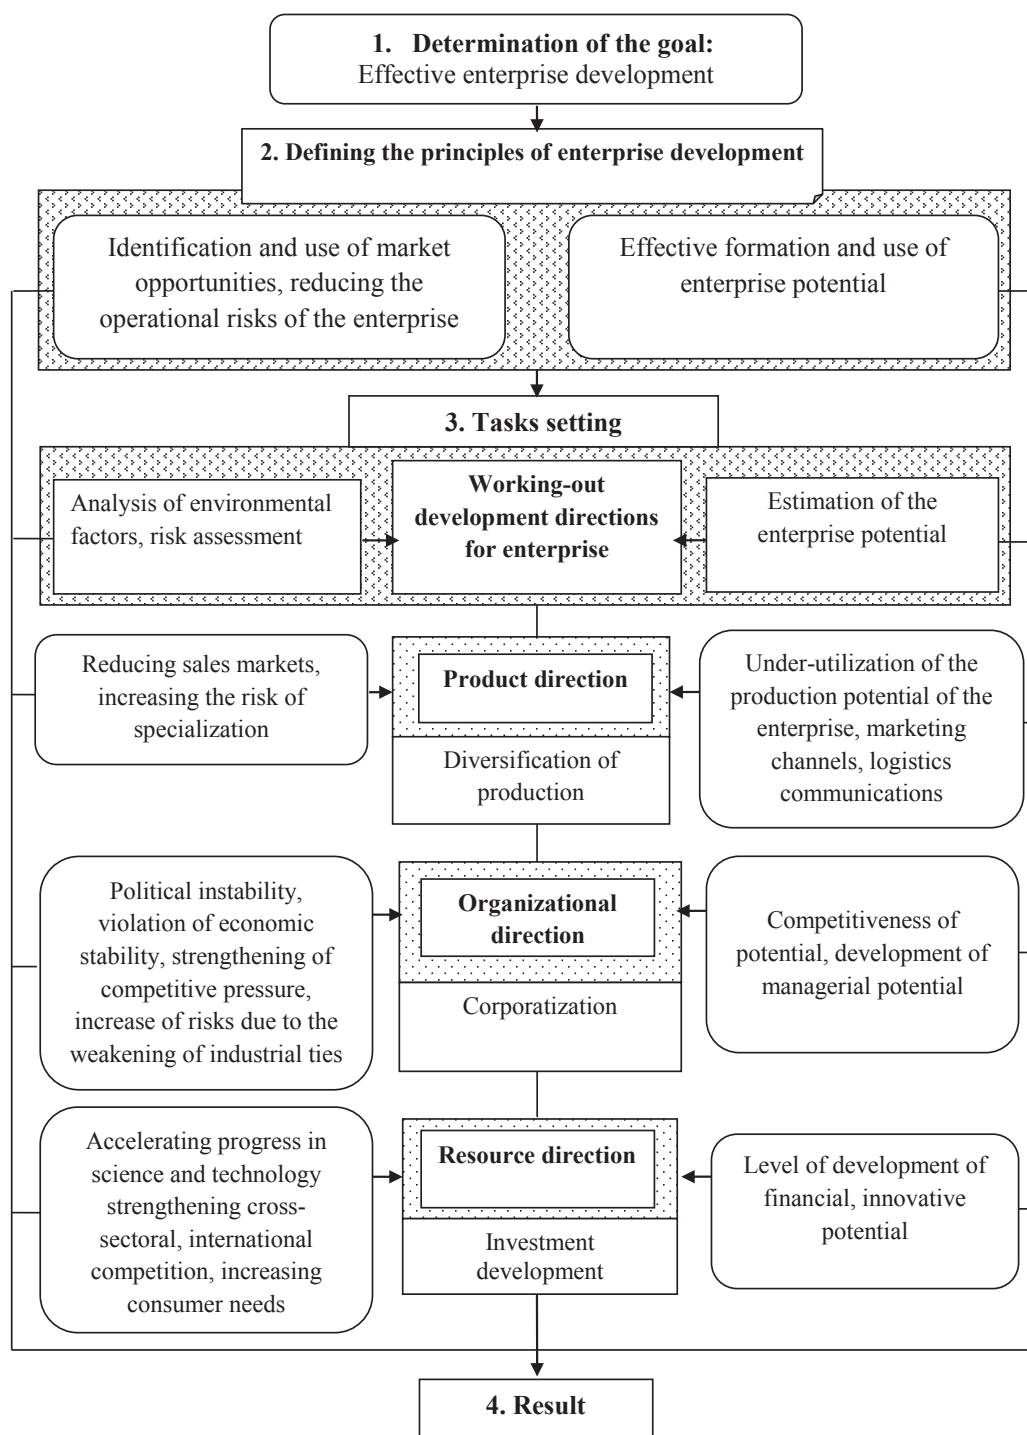 1. Determination of the goal:
Effective enterprise development
2. Defining the principles of enterprise development
Identification and use of market
opportunities, reducing the
operational risks of the enterprise
Effective formation and use of
enterprise potential
3. Tasks setting
Analysis of environmental
factors, risk assessment
Working-out
development directions
for enterprise
Estimation of the
enterprise potential
Reducing sales markets,
increasing the risk of
specialization
Product direction
Diversification of
production
Under-utilization of the
production potential of the
enterprise, marketing
channels, logistics
communications
Political instability,
violation of economic
stability, strengthening of
competitive pressure,
increase of risks due to the
weakening of industrial ties
Organizational
direction
Corporatization
Competitiveness of
potential, development of
managerial potential
Accelerating progress in
science and technology
strengthening cross-
sectoral, international
competition, increasing
consumer needs
Resource direction
Investment
development
Level of development of
financial, innovative
potential
4. Result